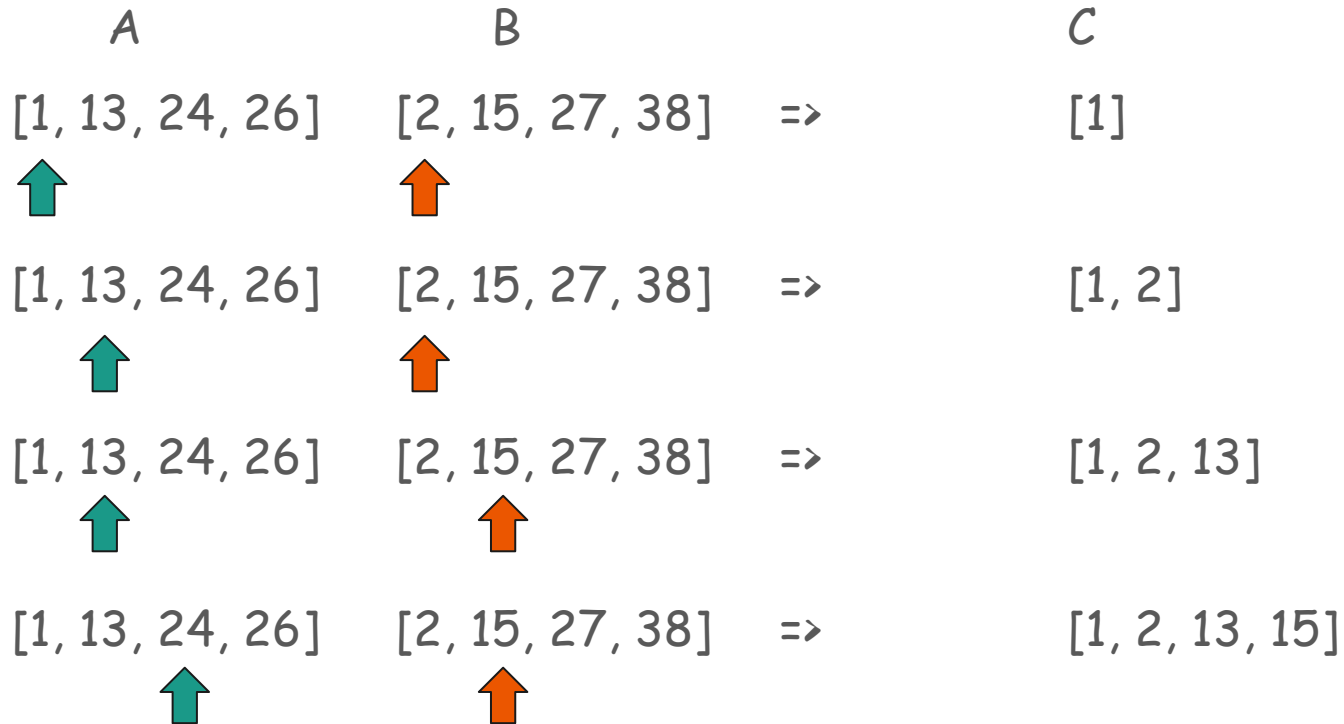 A B C
[1, 13, 24, 26] [2, 15, 27, 38] => [1]
[1, 13, 24, 26] [2, 15, 27, 38] => [1, 2]
[1, 13, 24, 26] [2, 15, 27, 38] => [1, 2, 13]
[1, 13, 24, 26] [2, 15, 27, 38] => [1, 2, 13, 15]